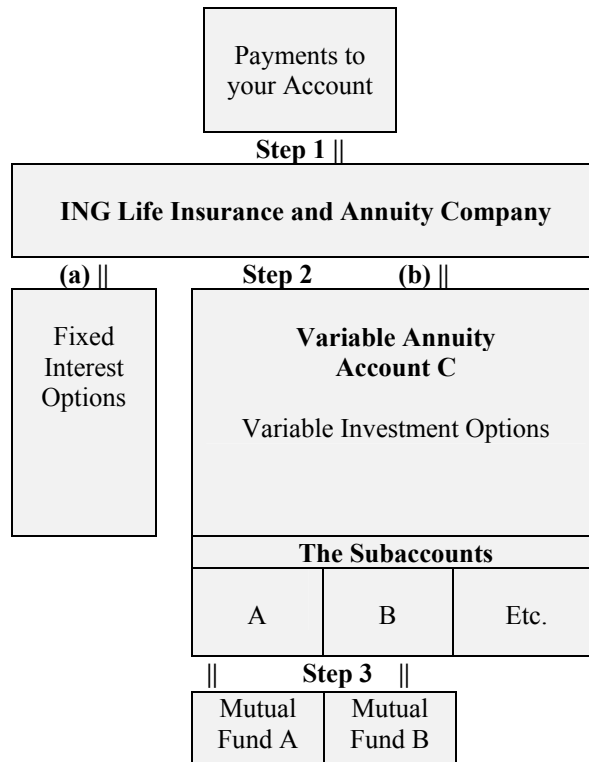 Payments to
your Account
Step 1 ||
ING Life Insurance and Annuity Company
(a) || Step 2 (b) ||
Fixed
Interest
Options
Variable Annuity
Account C
Variable Investment Options
The Subaccounts
A B Etc.
|| Step 3 ||
Mutual
Fund A
Mutual
Fund B